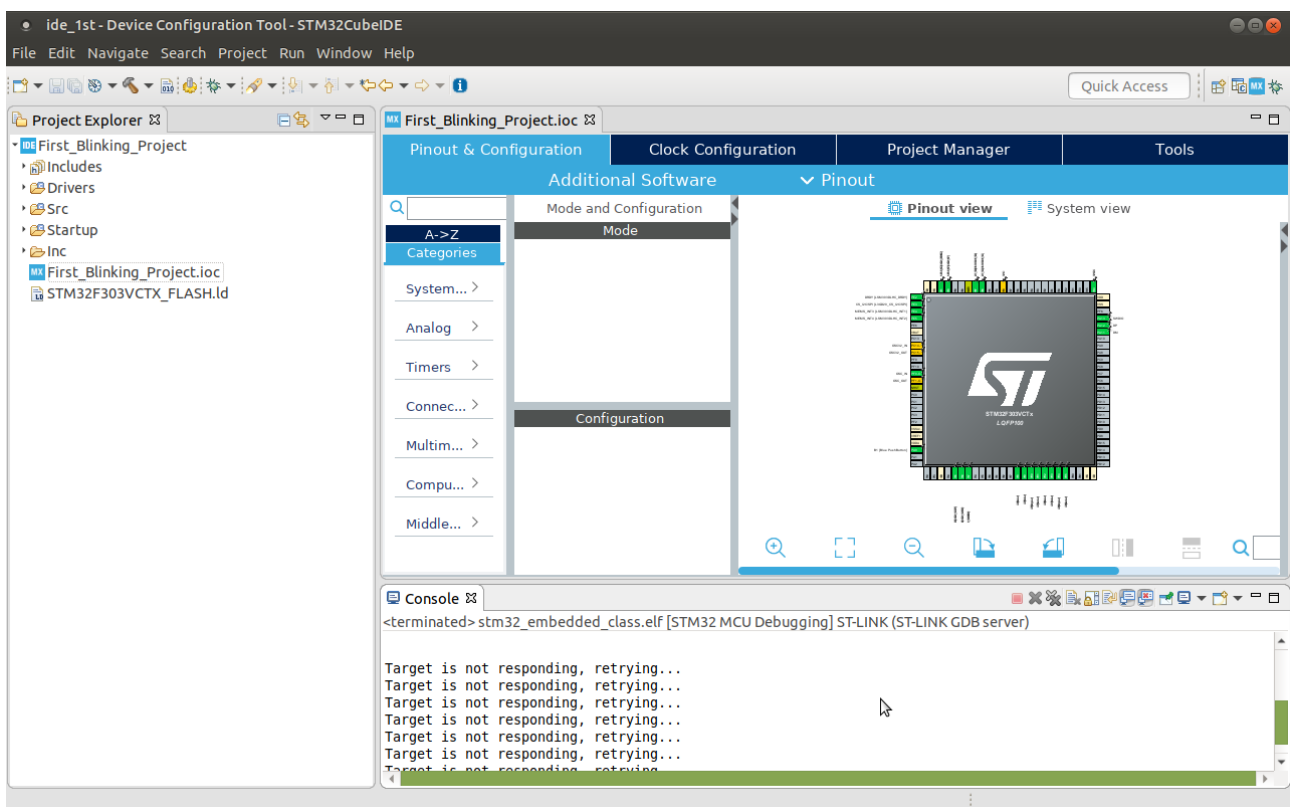 ide_1st - Device Configuration Tool - STM32CubeIDE
File Edit Navigate Search Project Run Window Help
Quick Access
Project Explorer
First_Blinking_Project
Includes
Drivers
Src
Startup
Inc
First_Blinking_Project.ioc
STM32F303VCTX_FLASH.ld
First_Blinking_Project.ioc
Pinout & Configuration Clock Configuration Project Manager Tools
Additional Software Pinout
Mode and Configuration
Pinout view System view
A->Z
Categories
Mode
System...
Analog
Timers
Connec...
Multim...
Compu...
Middle...
Configuration
STM32F303VCTx
LQFP100
Console
<terminated> stm32_embedded_class.elf [STM32 MCU Debugging] ST-LINK (ST-LINK GDB server)
Target is not responding, retrying...
Target is not responding, retrying...
Target is not responding, retrying...
Target is not responding, retrying...
Target is not responding, retrying...
Target is not responding, retrying...
Target is not responding, retrying